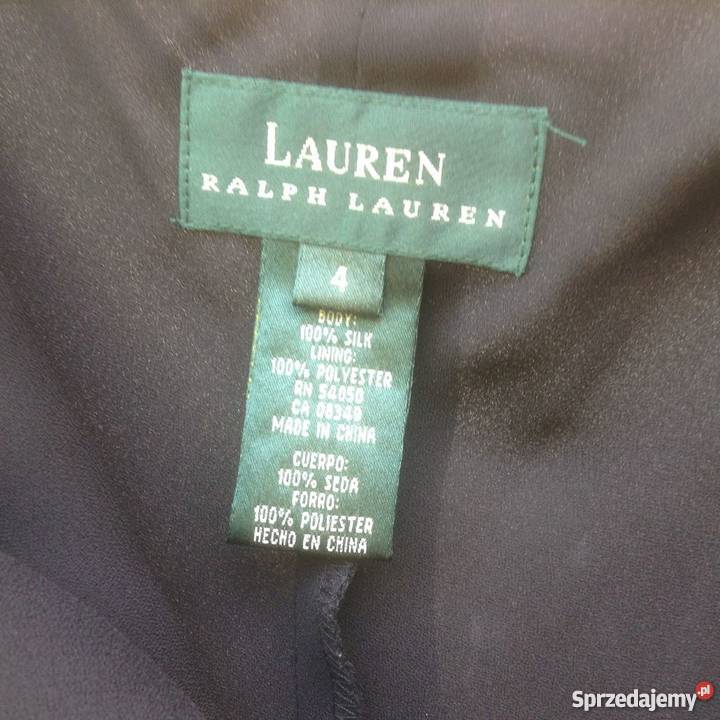 LAUREN
RALPH LAUREN
4
BODY:
100% SILK
LINING:
100% POLYESTER
RN 54050
CA 08349
MADE IN CHINA
CUERPO:
100% SEDA
FORRO:
100% POLIESTER
HECHO EN CHINA
Sprzedajemy.pl